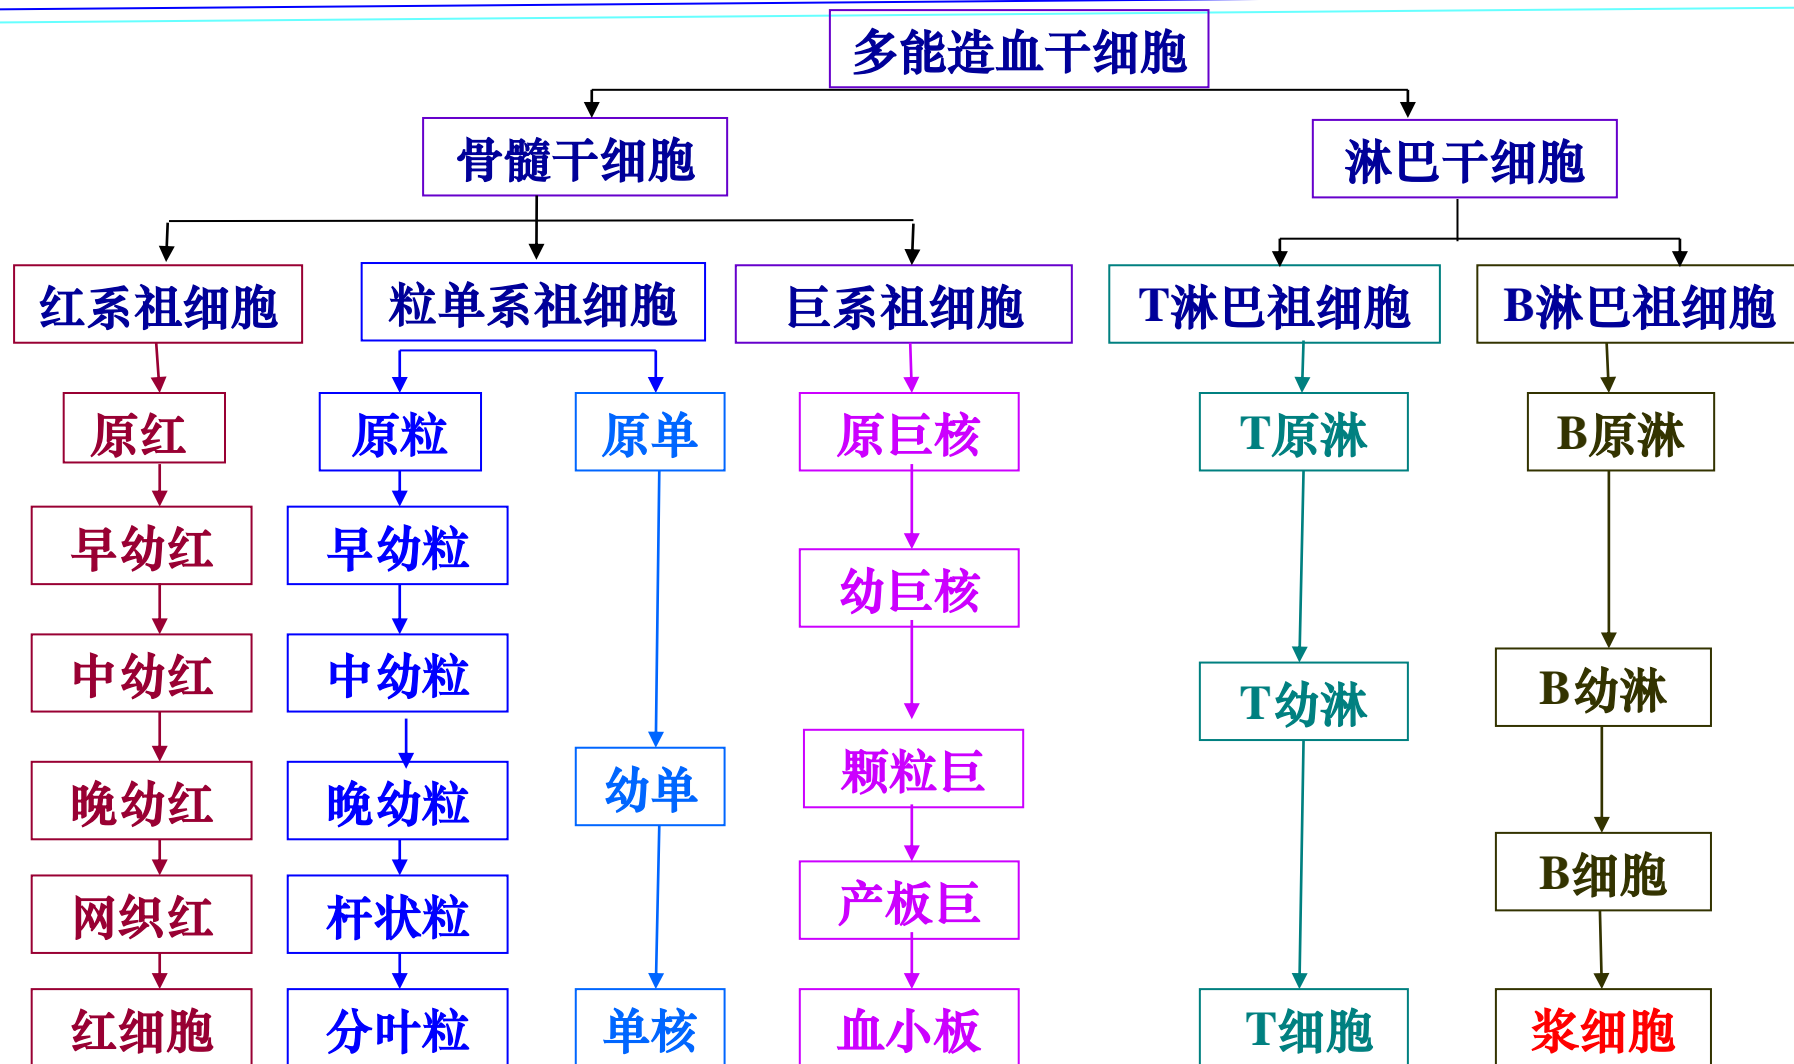 多能造血干细胞
骨髓干细胞
淋巴干细胞
红系祖细胞
粒单系祖细胞
巨系祖细胞
T淋巴祖细胞
B淋巴祖细胞
原红
原粒
原单
原巨核
T原淋
B原淋
早幼红
早幼粒
幼巨核
中幼红
中幼粒
T幼淋
B幼淋
晚幼红
晚幼粒
幼单
颗粒巨
B细胞
网织红
杆状粒
产板巨
红细胞
分叶粒
单核
血小板
T细胞
浆细胞